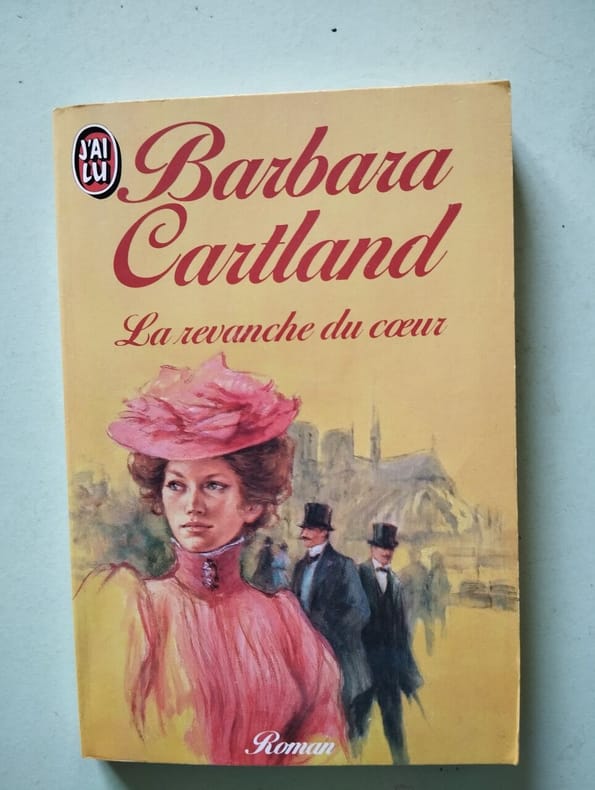 J'AI
LU
Barbara
Cartland
La revanche du cœur
Roman